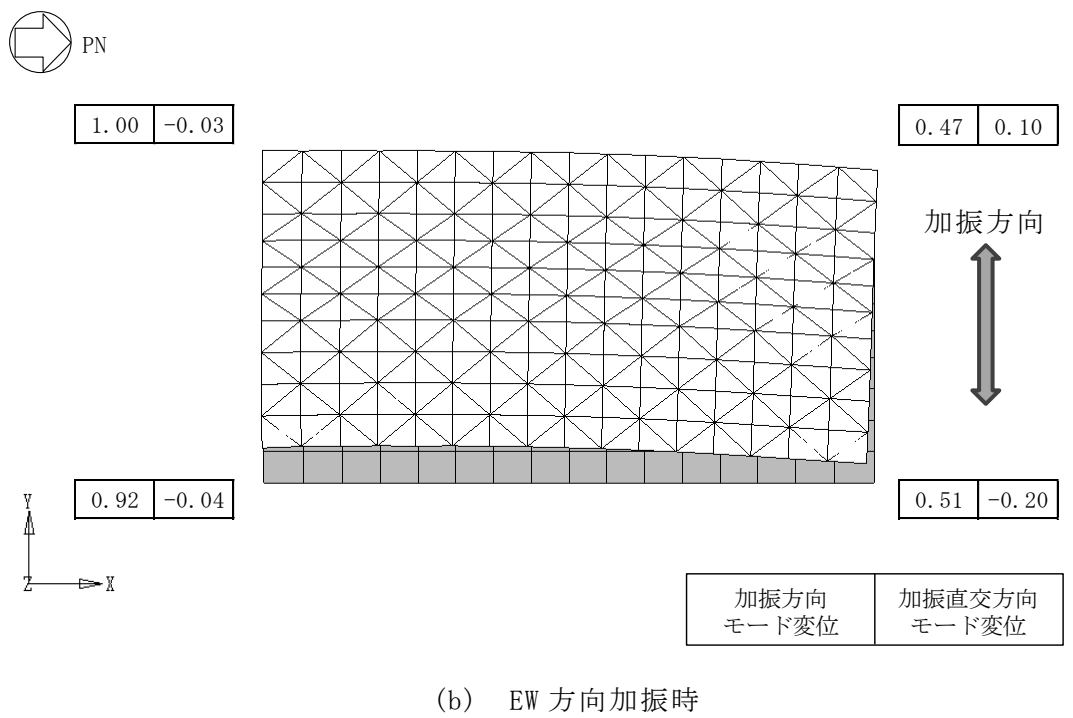 PN
1.00 -0.03
0.47 0.10
加振方向
0.92 -0.04
0.51 -0.20
Y
Z X
加振方向
モード変位
加振直交方向
モード変位
(b) EW 方向加振時